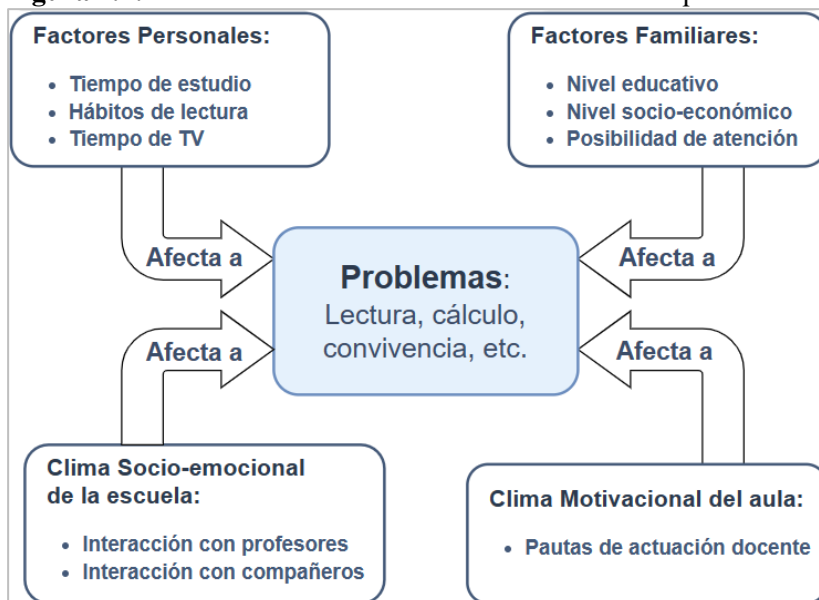 Factores Personales:
• Tiempo de estudio
• Hábitos de lectura
• Tiempo de TV
Factores Familiares:
• Nivel educativo
• Nivel socio-económico
• Posibilidad de atención
Afecta a
Afecta a
Problemas:
Lectura, cálculo,
convivencia, etc.
Afecta a
Afecta a
Clima Socio-emocional
de la escuela:
• Interacción con profesores
• Interacción con compañeros
Clima Motivacional del aula:
• Pautas de actuación docente